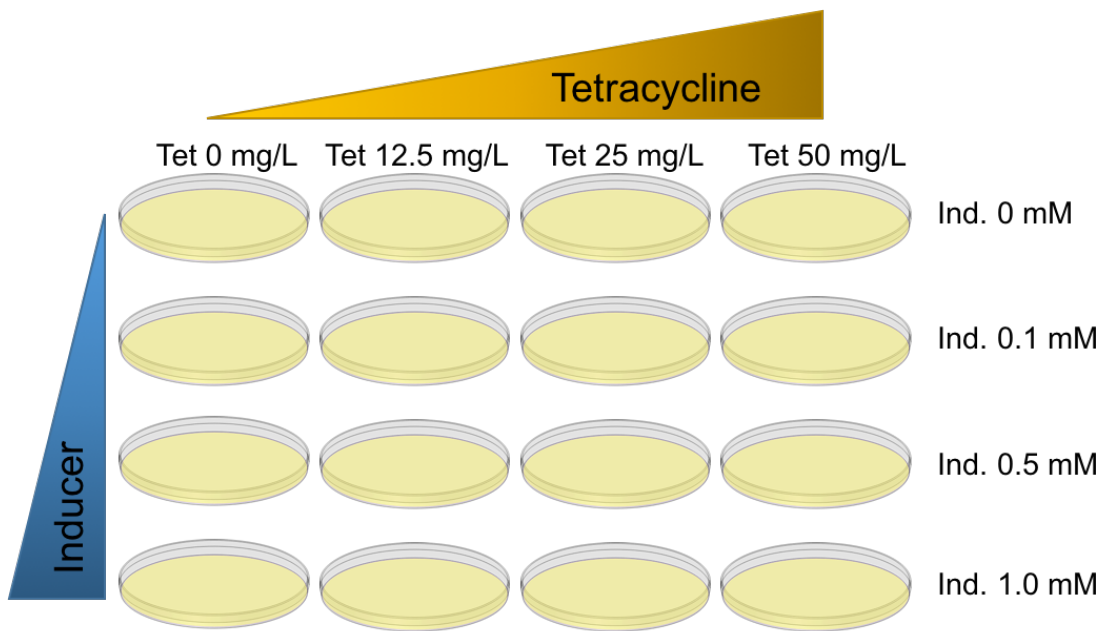 Tetracycline
Tet 0 mg/L
Tet 12.5 mg/L
Tet 25 mg/L
Tet 50 mg/L
Ind. 0 mM
Ind. 0.1 mM
Inducer
Ind. 0.5 mM
Ind. 1.0 mM